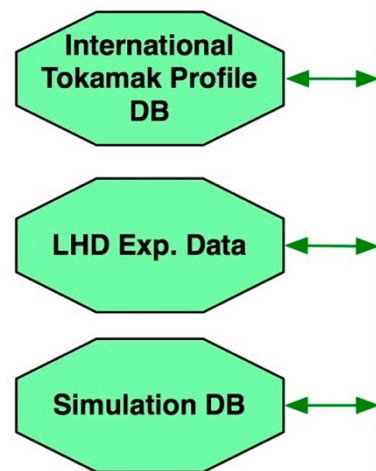 International
Tokamak Profile
DB
LHD Exp. Data
Simulation DB